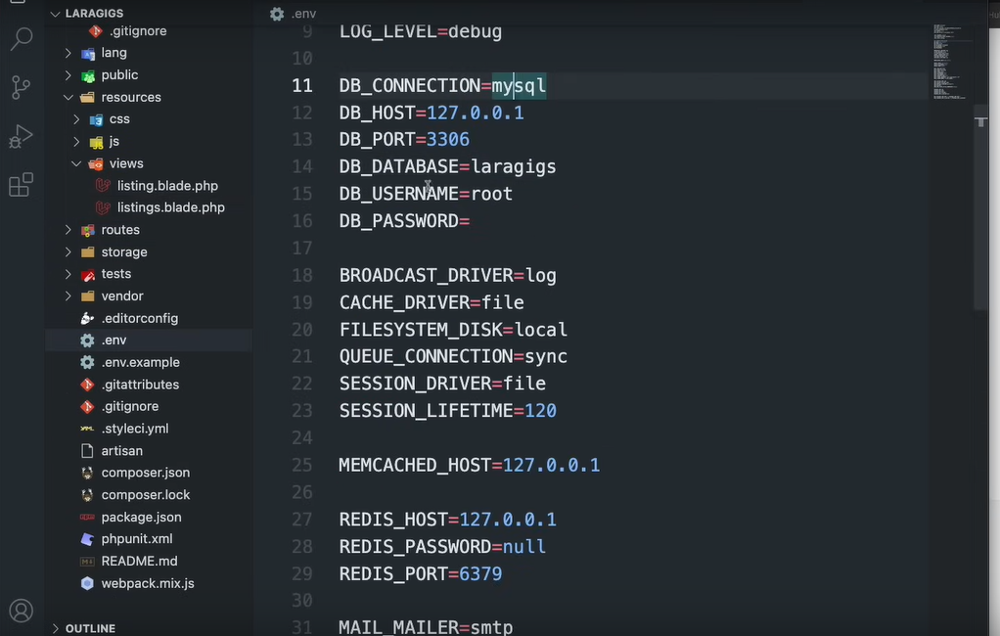 LARAGIGS
.gitignore
lang
public
resources
css
js
views
listing.blade.php
listings.blade.php
routes
storage
tests
vendor
.editorconfig
.env
.env.example
.gitattributes
.gitignore
.styleci.yml
artisan
composer.json
composer.lock
package.json
phpunit.xml
README.md
webpack.mix.js
OUTLINE
.env
9 LOG_LEVEL=debug
10
11 DB_CONNECTION=mysql
12 DB_HOST=127.0.0.1
13 DB_PORT=3306
14 DB_DATABASE=laragigs
15 DB_USERNAME=root
16 DB_PASSWORD=
17
18 BROADCAST_DRIVER=log
19 CACHE_DRIVER=file
20 FILESYSTEM_DISK=local
21 QUEUE_CONNECTION=sync
22 SESSION_DRIVER=file
23 SESSION_LIFETIME=120
24
25 MEMCACHED_HOST=127.0.0.1
26
27 REDIS_HOST=127.0.0.1
28 REDIS_PASSWORD=null
29 REDIS_PORT=6379
30
31 MAIL_MAILER=smtp